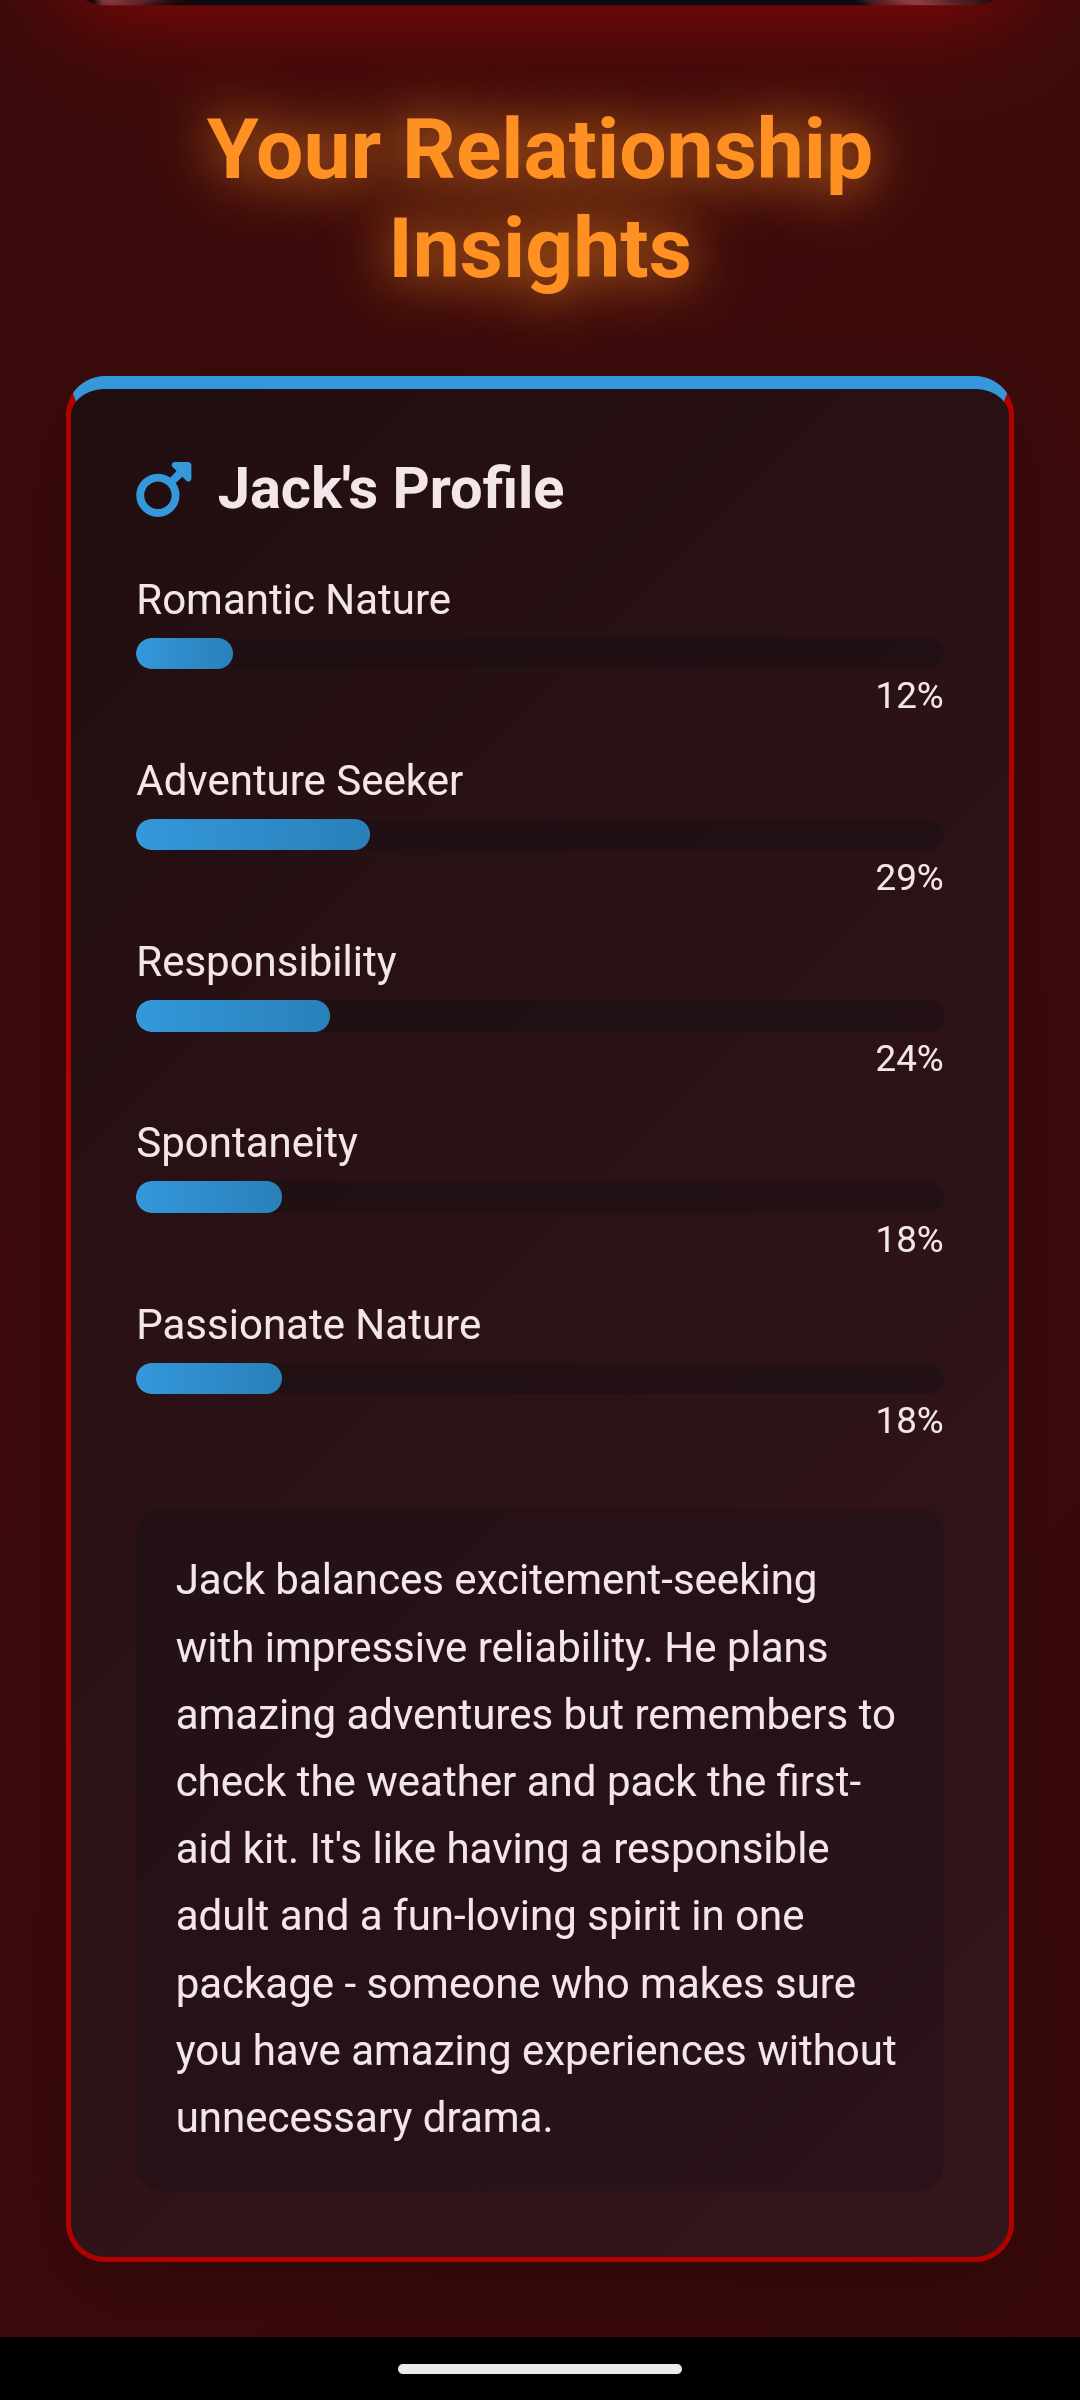 Your Relationship
Insights
Jack's Profile
Romantic Nature
12%
Adventure Seeker
29%
Responsibility
24%
Spontaneity
18%
Passionate Nature
18%
Jack balances excitement-seeking
with impressive reliability. He plans
amazing adventures but remembers to
check the weather and pack the first-
aid kit. It's like having a responsible
adult and a fun-loving spirit in one
package - someone who makes sure
you have amazing experiences without
unnecessary drama.